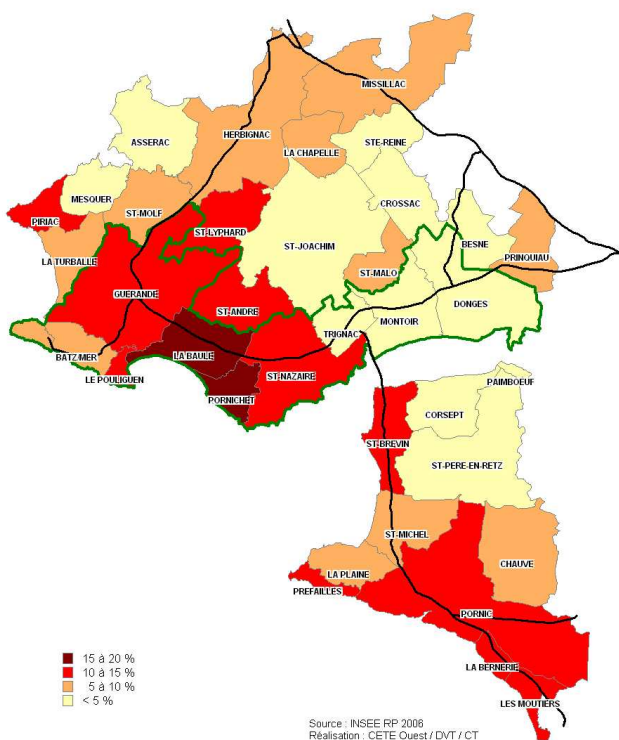 MISSILLAC
HERBIGNAC
ASSERAC
LA CHAPELLE
STE-REINE
MESQUER
CROSSAC
ST-MOLF
PIRIAC
ST-LYPHARD
ST-JOACHIM
BESNE
PRINQUIAU
LA TURBALLE
ST-MALO
GUERANDE
ST-ANDRE
DONGES
MONTOIR
TRIGNAC
BATZ/MER
LA BAULE
LE POULIGUEN
ST-NAZAIRE
PORNICHET
PAIMBOEUF
CORSEPT
ST-BREVIN
ST-PERE-EN-RETZ
ST-MICHEL
CHAUVE
LA PLAINE
PREFAILLES
PORNIC
LA BERNERIE
LES MOUTIERS
15 à 20 %
10 à 15 %
5 à 10 %
< 5 %
Source : INSEE RP 2006
Réalisation : CETE Ouest / DVT / CT